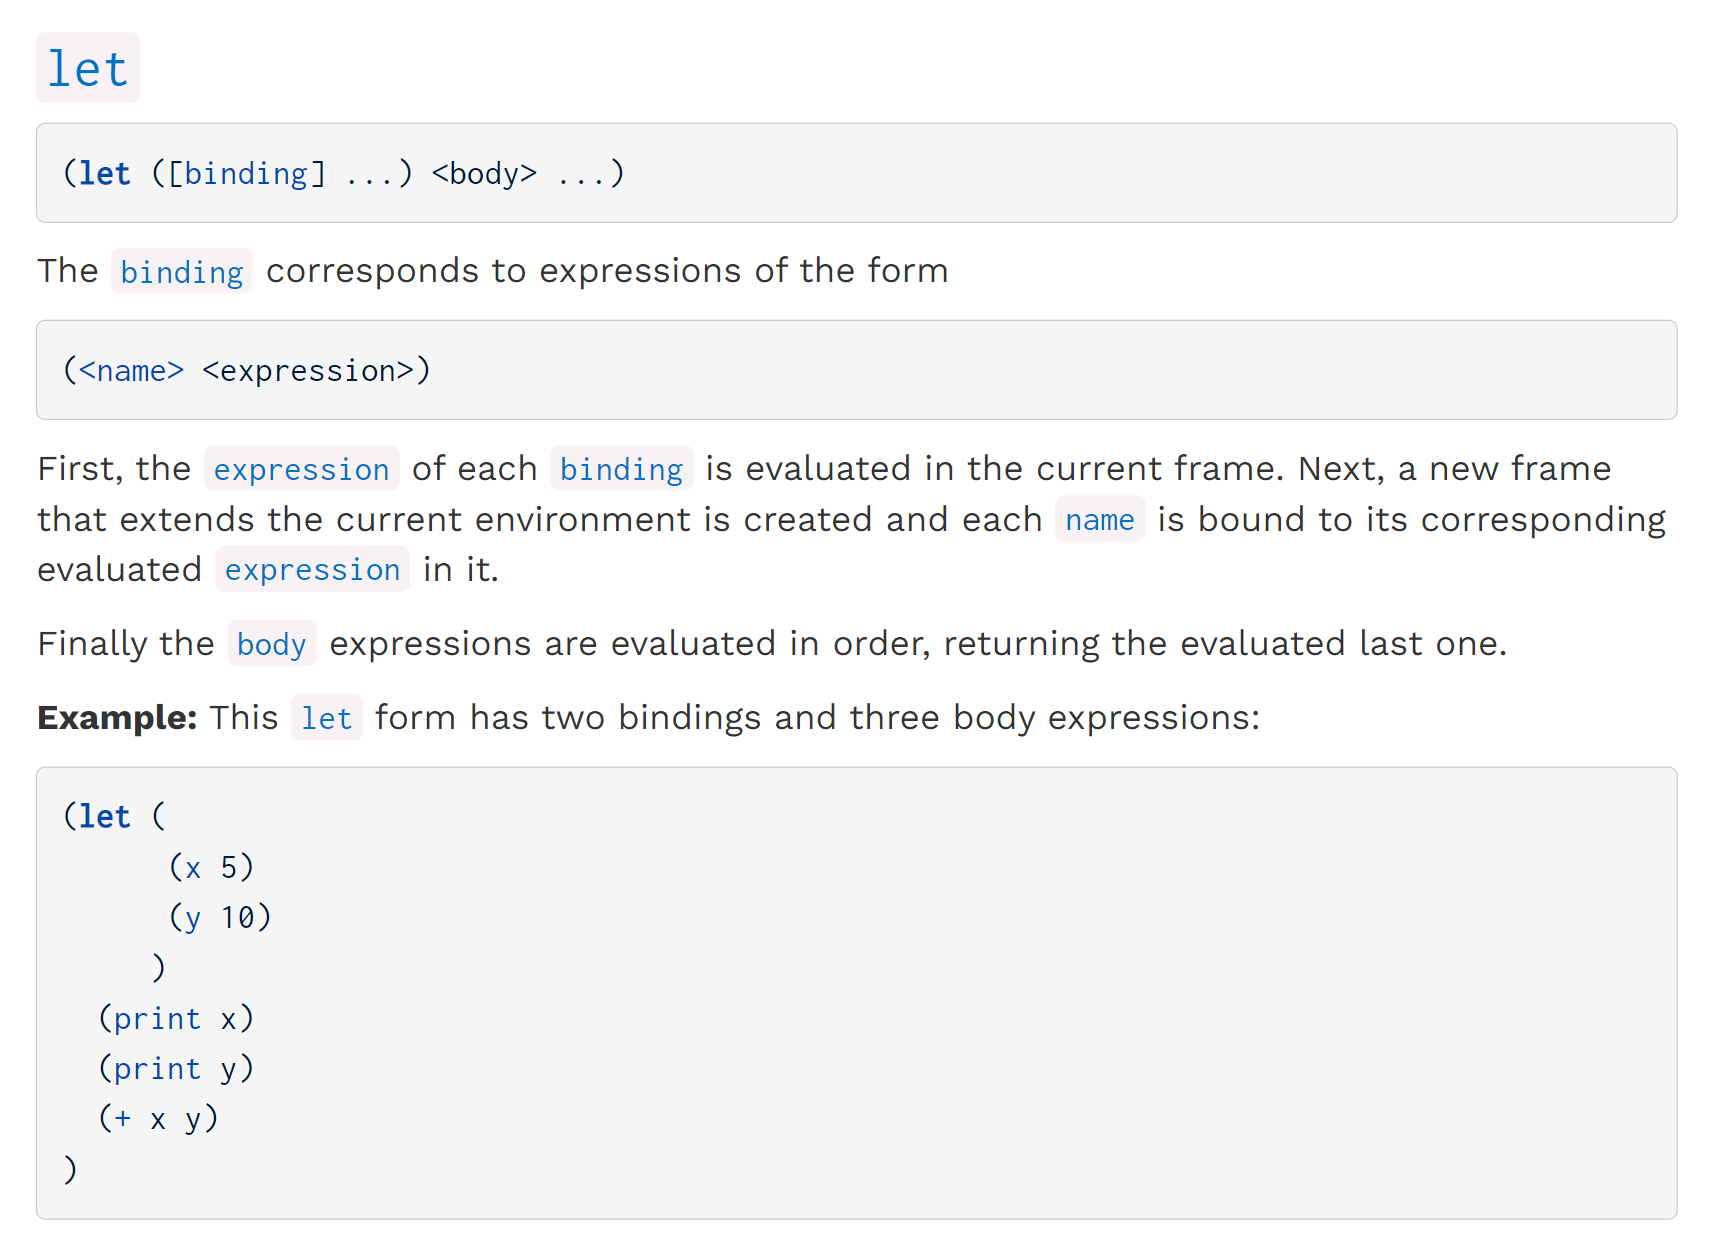 let
(let ([binding] ...) <body> ...)
The binding corresponds to expressions of the form
(<name> <expression>)
First, the expression of each binding is evaluated in the current frame. Next, a new frame
that extends the current environment is created and each name is bound to its corresponding
evaluated expression in it.
Finally the body expressions are evaluated in order, returning the evaluated last one.
Example: This let form has two bindings and three body expressions:
(let (
      (x 5)
      (y 10)
     )
  (print x)
  (print y)
  (+ x y)
)